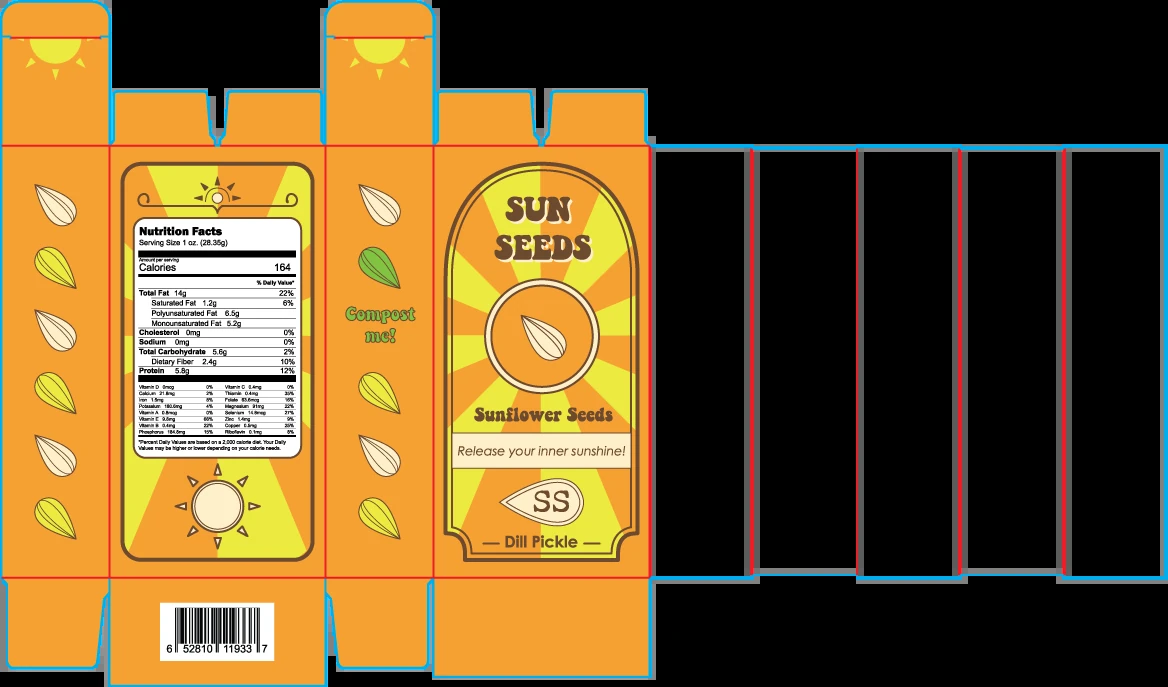 Nutrition Facts
Serving Size 1 oz. (28.35g)
Amount per serving
Calories 164
% Daily Value*
Total Fat 14g 22%
Saturated Fat 1.2g 6%
Polyunsaturated Fat 6.5g
Monounsaturated Fat 5.2g
Cholesterol 0mg 0%
Sodium 0mg 0%
Total Carbohydrate 5.6g 2%
Dietary Fiber 2.4g 10%
Protein 5.8g 12%
Vitamin D 0mcg 0% Vitamin C 0.4mg 0%
Calcium 21.8mg 2% Thiamin 0.4mg 35%
Iron 1.5mg 8% Folate 63.6mcg 16%
Potassium 180.6mg 4% Magnesium 91mg 22%
Vitamin A 0.8mcg 0% Selenium 14.9mcg 27%
Vitamin E 9.8mg 66% Zinc 1.4mg 9%
Vitamin B 0.4mg 22% Copper 0.5mg 25%
Phosphorus 184.8mg 15% Riboflavin 0.1mg 8%
*Percent Daily Values are based on a 2,000 calorie diet. Your Daily
Values may be higher or lower depending on your calorie needs.
6 52810 11933 7
Compost
me!
SUN
SEEDS
Sunflower Seeds
Release your inner sunshine!
SS
— Dill Pickle —